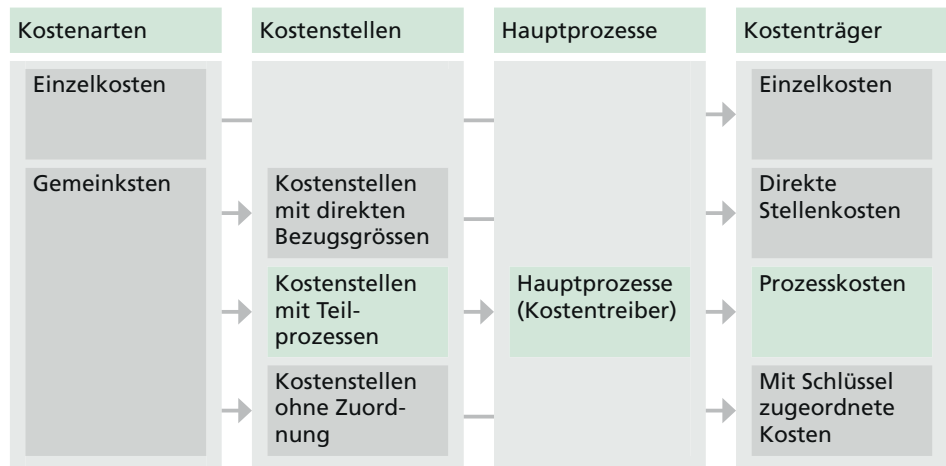 Kostenarten
Kostenstellen
Hauptprozesse
Kostenträger
Einzelkosten
Einzelkosten
Gemeinksten
Kostenstellen
mit direkten
Bezugsgrössen
Direkte
Stellenkosten
Kostenstellen
mit Teil-
prozessen
Hauptprozesse
(Kostentreiber)
Prozesskosten
Kostenstellen
ohne Zuord-
nung
Mit Schlüssel
zugeordnete
Kosten